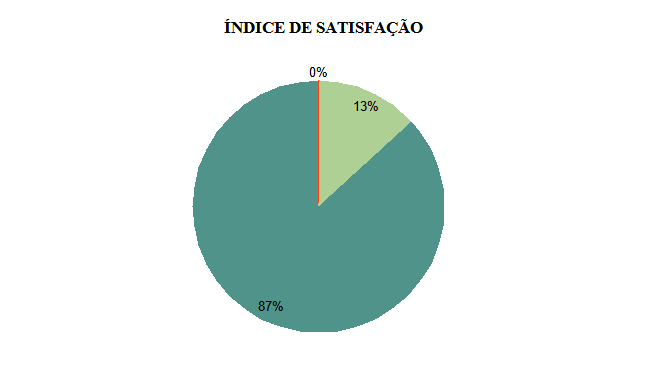 ÍNDICE DE SATISFAÇÃO
0%
13%
87%